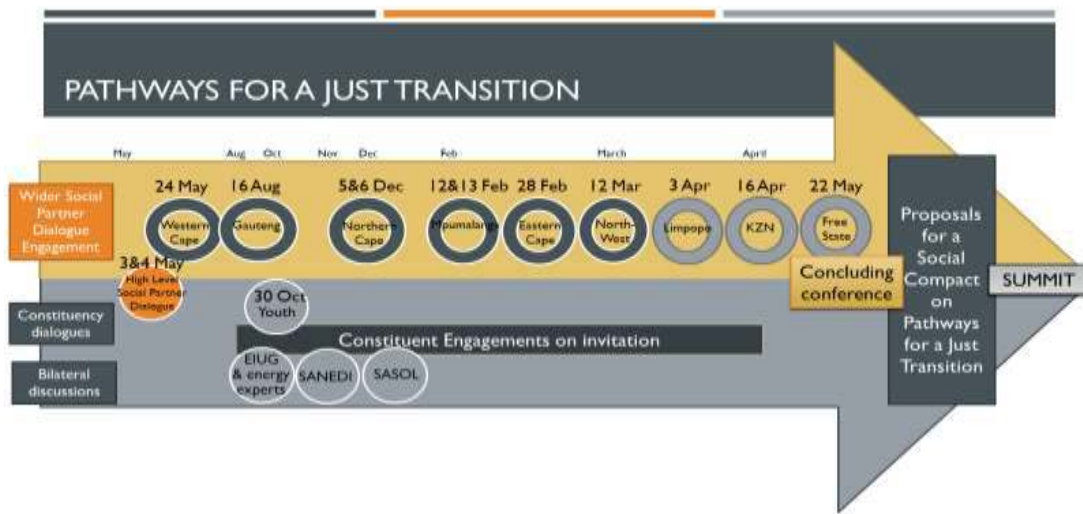 PATHWAYS FOR A JUST TRANSITION
May
Aug
Oct
Nov
Dec
Feb
March
April
Wider Social
Partner
Dialogue
Engagement
24 May
Western
Cape
16 Aug
Gauteng
5&6 Dec
Northern
Cape
12&13 Feb
Mpumalanga
28 Feb
Eastern
Cape
12 Mar
North-
West
3 Apr
Limpopo
16 Apr
KZN
22 May
Free
State
3&4 May
High Level
Social Partner
Dialogue
Concluding
conference
Proposals
for a
Social
Compact
on
Pathways
for a Just
Transition
SUMMIT
Constituency
dialogues
30 Oct
Youth
Constituent Engagements on invitation
Bilateral
discussions
EIUG
& energy
experts
SANEDI
SASOL